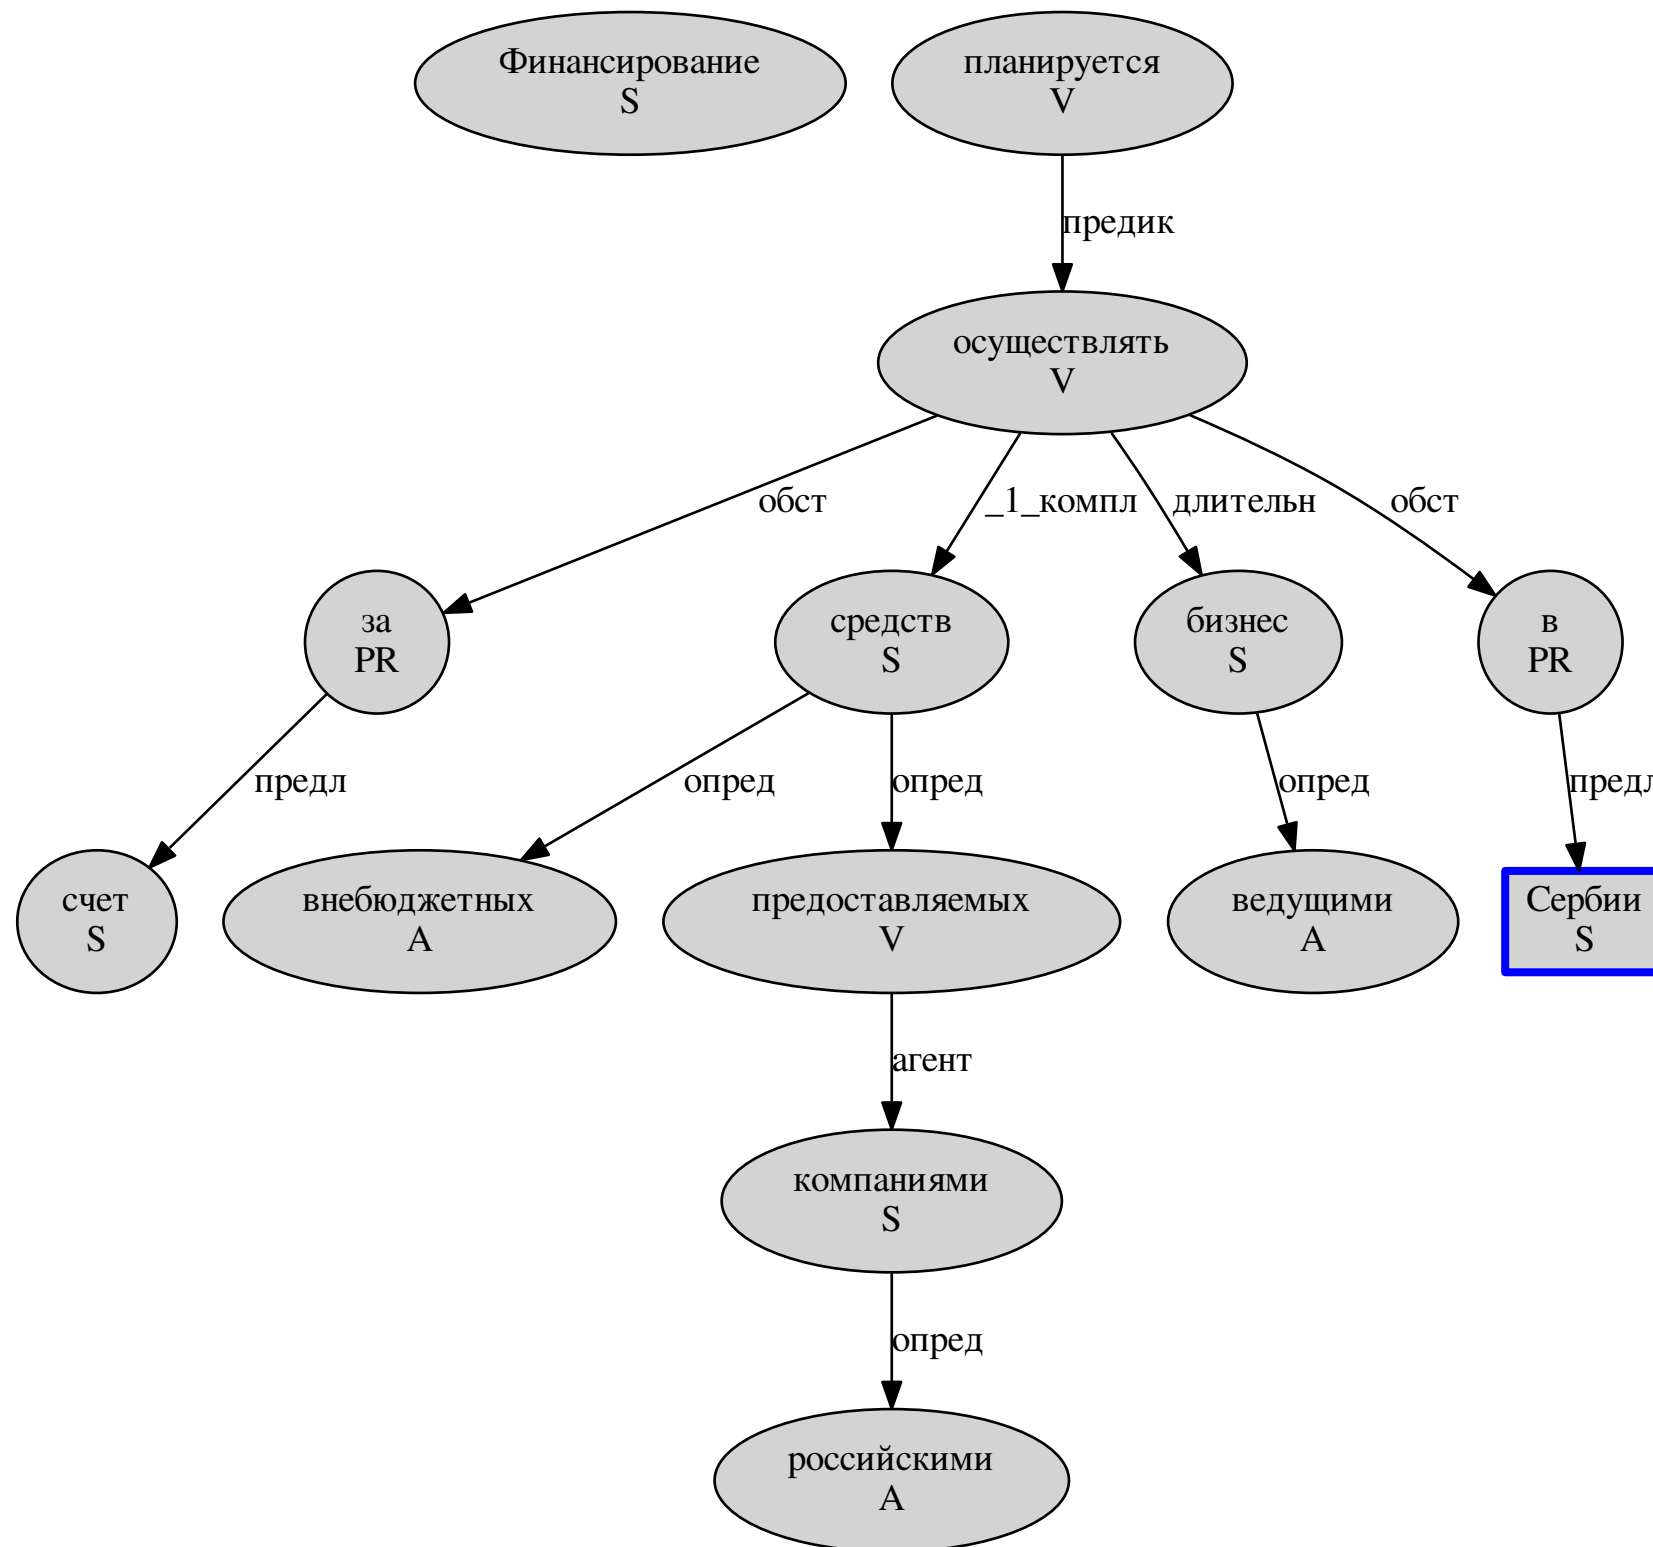 Финансирование
S
планируется
V
предик
осуществлять
V
обст
_1_компл
длительн
обст
за
PR
средств
S
бизнес
S
в
PR
предл
опред
опред
опред
предл
счет
S
внебюджетных
A
предоставляемых
V
ведущими
A
Сербии
S
агент
компаниями
S
опред
российскими
A